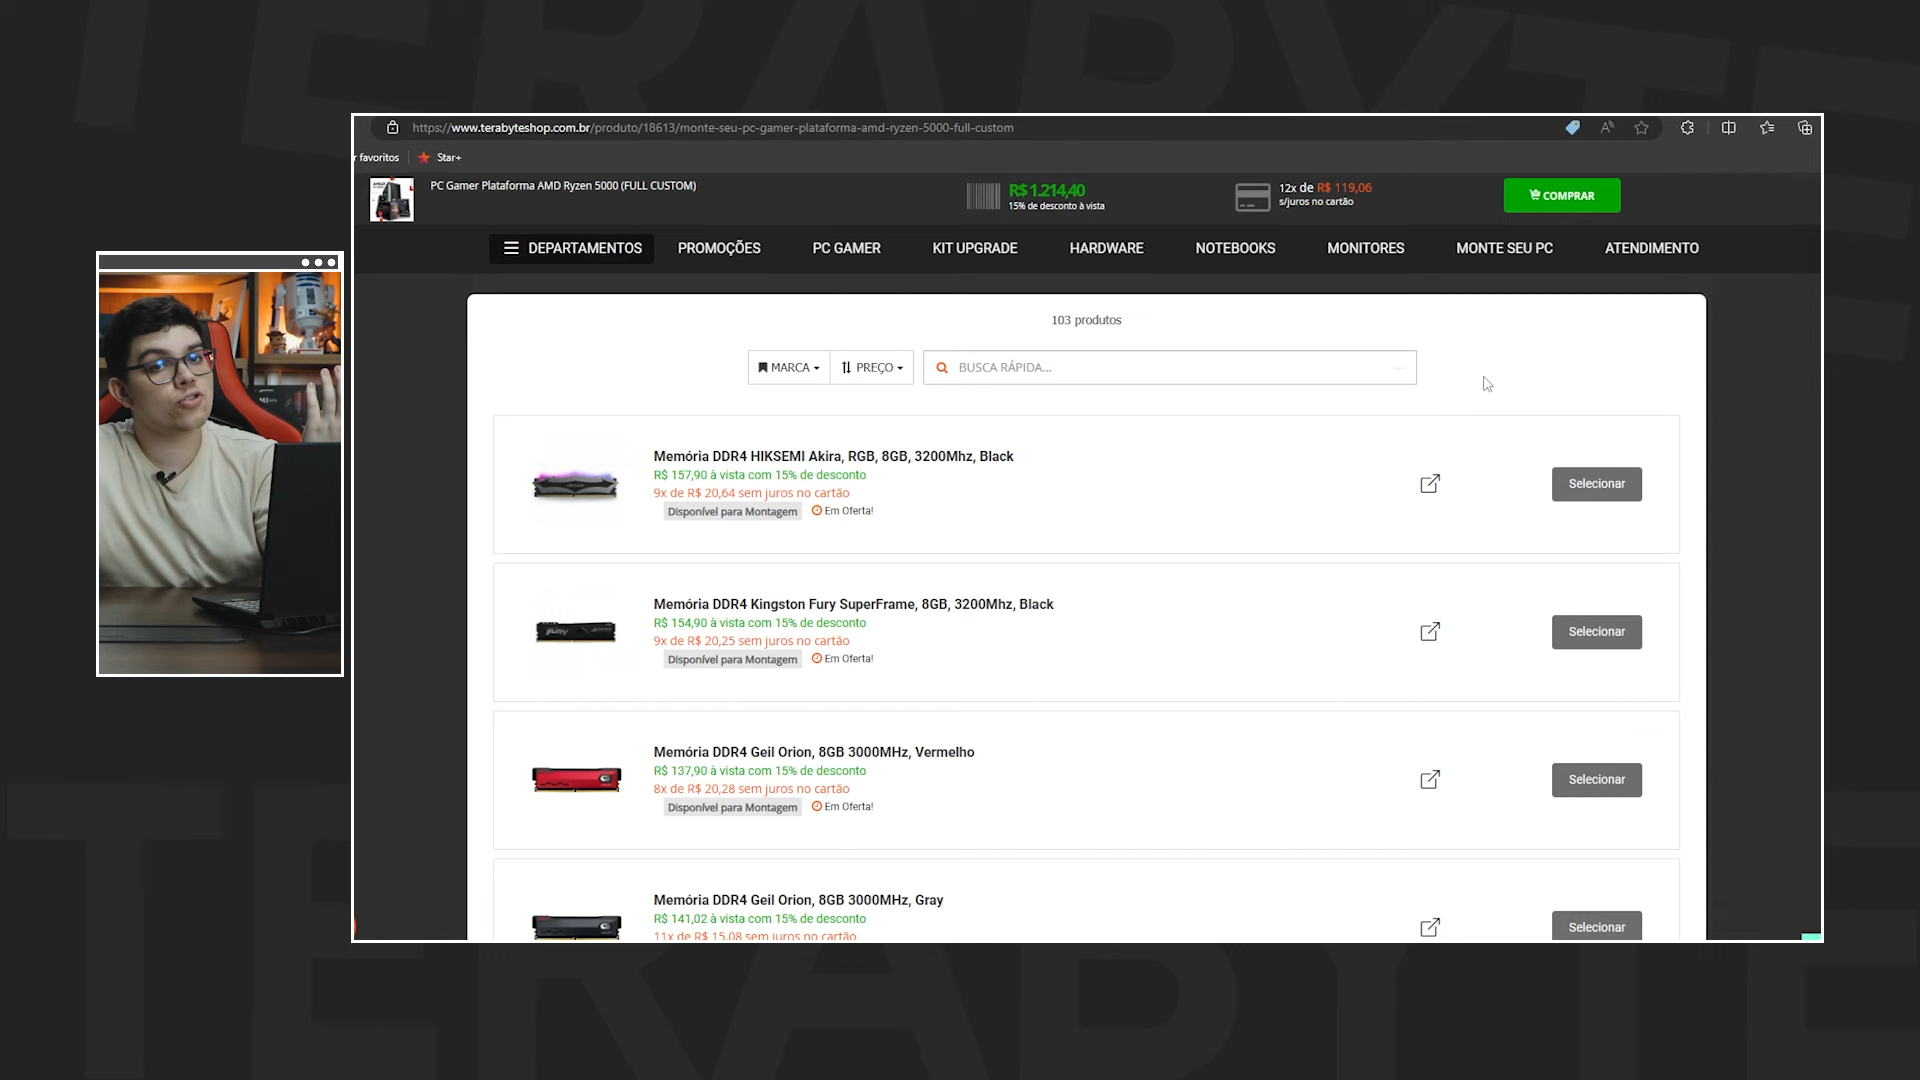 TERABYTE
https://www.terabyteshop.com.br/produto/18613/monte-seu-pc-gamer-plataforma-amd-ryzen-5000-full-custom
r favoritos
Star+
PC Gamer Plataforma AMD Ryzen 5000 (FULL CUSTOM)
R$ 1.214,40
15% de desconto à vista
12x de R$ 119,06
s/juros no cartão
COMPRAR
DEPARTAMENTOS
PROMOÇÕES
PC GAMER
KIT UPGRADE
HARDWARE
NOTEBOOKS
MONITORES
MONTE SEU PC
ATENDIMENTO
103 produtos
MARCA
PREÇO
BUSCA RÁPIDA...
Memória DDR4 HIKSEMI Akira, RGB, 8GB, 3200Mhz, Black
R$ 157,90 à vista com 15% de desconto
9x de R$ 20,64 sem juros no cartão
Disponível para Montagem
Em Oferta!
Selecionar
Memória DDR4 Kingston Fury SuperFrame, 8GB, 3200Mhz, Black
R$ 154,90 à vista com 15% de desconto
9x de R$ 20,25 sem juros no cartão
Disponível para Montagem
Em Oferta!
Selecionar
FURY
Memória DDR4 Geil Orion, 8GB 3000MHz, Vermelho
R$ 137,90 à vista com 15% de desconto
8x de R$ 20,28 sem juros no cartão
Disponível para Montagem
Em Oferta!
Selecionar
Memória DDR4 Geil Orion, 8GB 3000MHz, Gray
R$ 141,02 à vista com 15% de desconto
11x de R$ 15,08 sem juros no cartão
Selecionar
TERABYTE